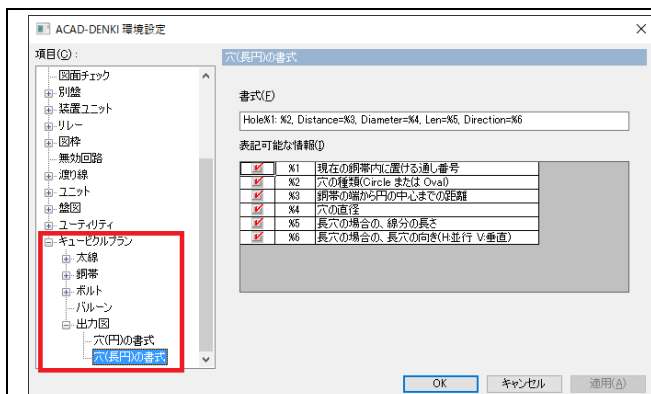 ACAD-DENKI 環境設定
項目(C) :
図面チェック
別盤
装置ユニット
リレー
図枠
無効回路
渡り線
ユニット
盤図
ユーティリティ
キュービクルプラン
太線
銅帯
ボルト
バルーン
出力図
穴(円)の書式
穴(長円)の書式
穴(長円)の書式
書式(F)
Hole%1: %2, Distance=%3, Diameter=%4, Len=%5, Direction=%6
表記可能な情報(I)
%1 現在の銅帯内に置ける通し番号
%2 穴の種類(Circle または Oval)
%3 銅帯の端から円の中心までの距離
%4 穴の直径
%5 長穴の場合の、線分の長さ
%6 長穴の場合の、長穴の向き(H:並行 V:垂直)
OK キャンセル 適用(A)